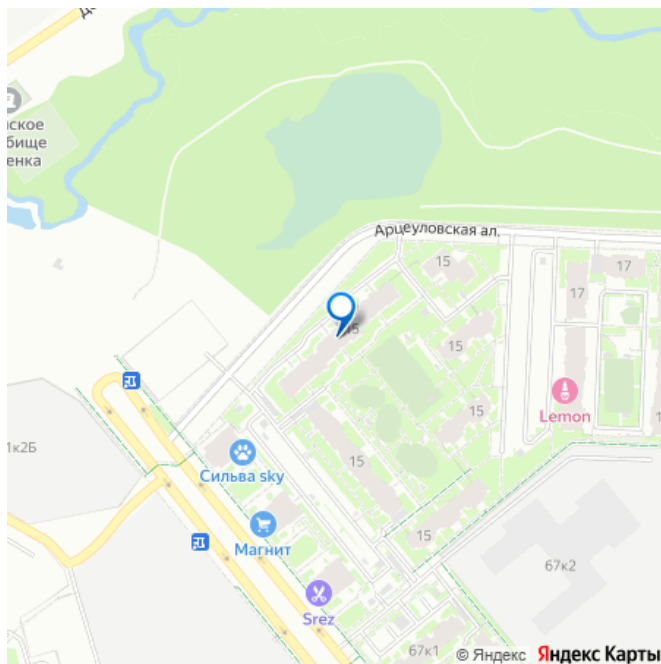 ское
бище
енка
Арцеуловская ал.
15
17
17
15
15
15
Lemon
1к2Б
Сильва sky
15
Магнит
15
67к2
Srez
67к1
© Яндекс Яндекс Карты